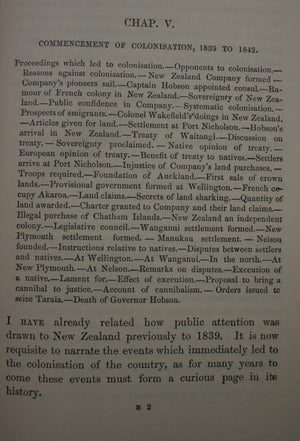 CHAP. V.
COMMENCEMENT OF COLONISATION, 1839 TO 1842.
Proceedings which led to colonisation.—Opponents to colonisation.—
Reasons against colonisation.—New Zealand Company formed.—
Company's pioneers sail.—Captain Hobson appointed consul.—Ru-
mour of French colony in New Zealand.—Sovereignty of New Zea-
land.—Public confidence in Company.—Systematic colonisation.—
Prospects of emigrants.—Colonel Wakefield's doings in New Zealand.
—Articles given for land.—Settlement at Port Nicholson.—Hobson's
arrival in New Zealand.—Treaty of Waitangi.—Discussion on
treaty.—Sovereignty proclaimed.—Native opinion of treaty.—
European opinion of treaty.—Benefit of treaty to natives.—Settlers
arrive at Port Nicholson.—Injustice of Company's land purchases.—
Troops required.—Foundation of Auckland.—First sale of crown
lands.—Provisional government formed at Wellington.—French oc-
cupy Akaroa.—Land claims.—Secrets of land sharking.—Quantity of
land awarded.—Charter granted to Company and their land claims.—
Illegal purchase of Chatham Islands.—New Zealand an independent
colony.—Legislative council.—Wanganui settlement formed.—New
Plymouth settlement formed.—Manukau settlement.—Nelson
founded.—Instructions relative to natives.—Disputes between settlers
and natives.—At Wellington.—At Wanganui.—In the north.—At
New Plymouth.—At Nelson.—Remarks on disputes.—Execution of
a native.—Lament for.—Effect of execution.—Proposal to bring a
cannibal to justice.—Account of cannibalism.—Orders issued to
seize Taraia.—Death of Governor Hobson.
I HAVE already related how public attention was
drawn to New Zealand previously to 1839. It is now
requisite to narrate the events which immediately led to
the colonisation of the country, as for many years to
come these events must form a curious page in its
history.
B 2